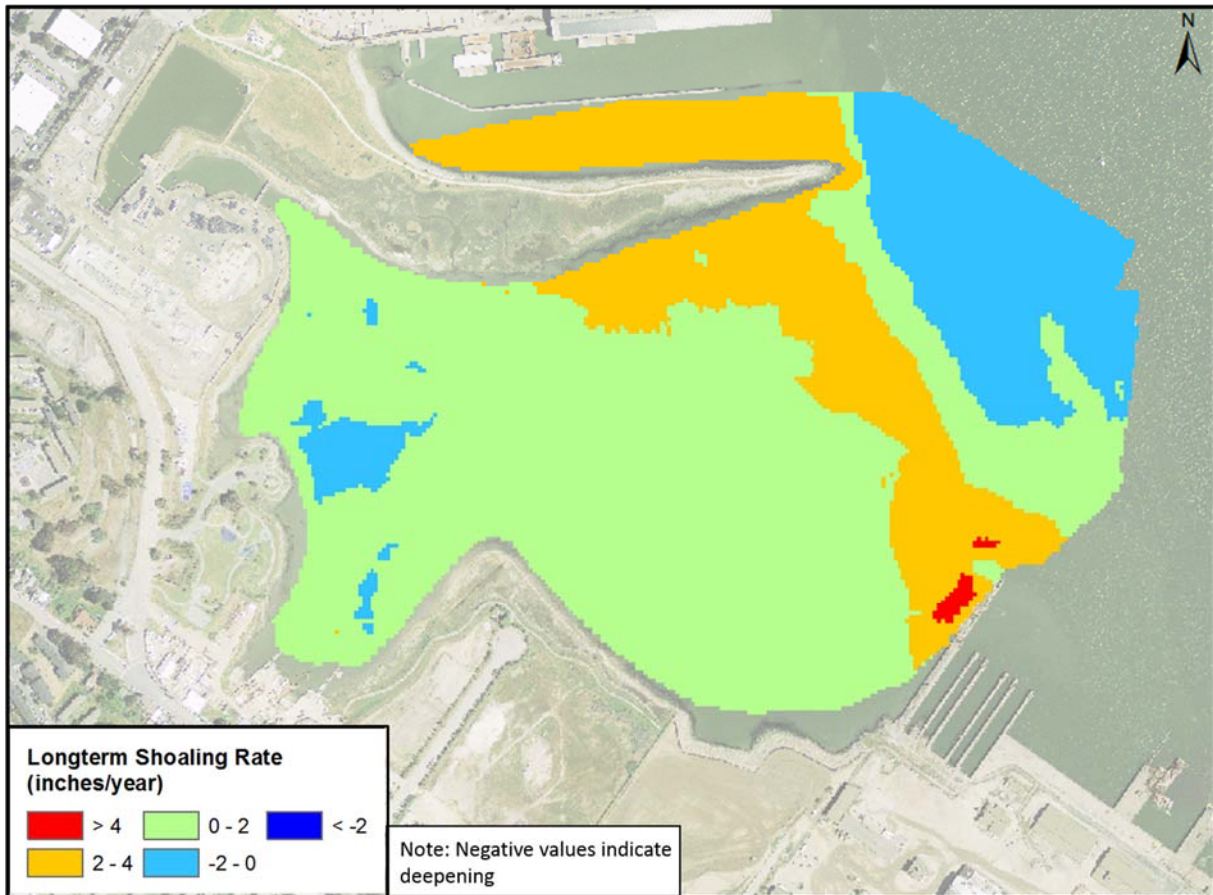 N
Longterm Shoaling Rate
(inches/year)
> 4 0 - 2 < -2
2 - 4 -2 - 0
Note: Negative values indicate
deepening